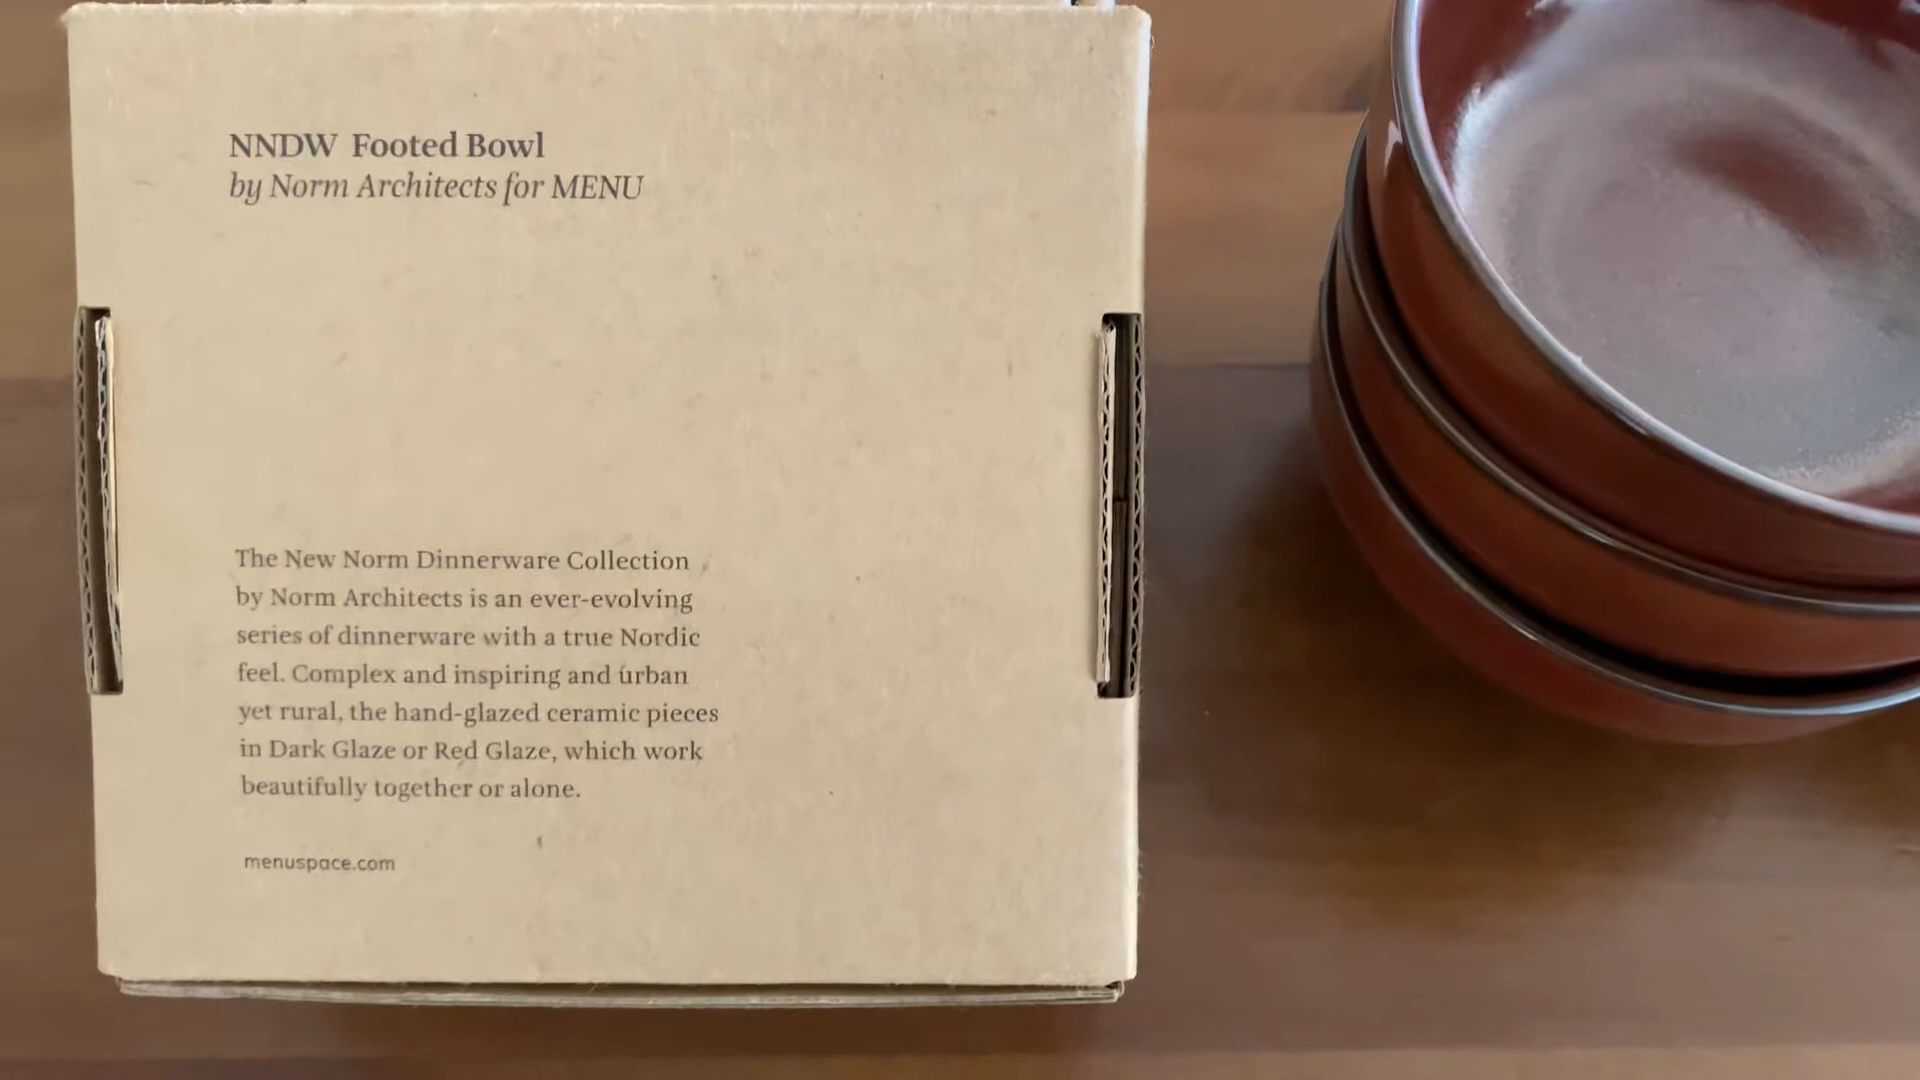 NNDW Footed Bowl
by Norm Architects for MENU
The New Norm Dinnerware Collection
by Norm Architects is an ever-evolving
series of dinnerware with a true Nordic
feel. Complex and inspiring and urban
yet rural, the hand-glazed ceramic pieces
in Dark Glaze or Red Glaze, which work
beautifully together or alone.
menuspace.com